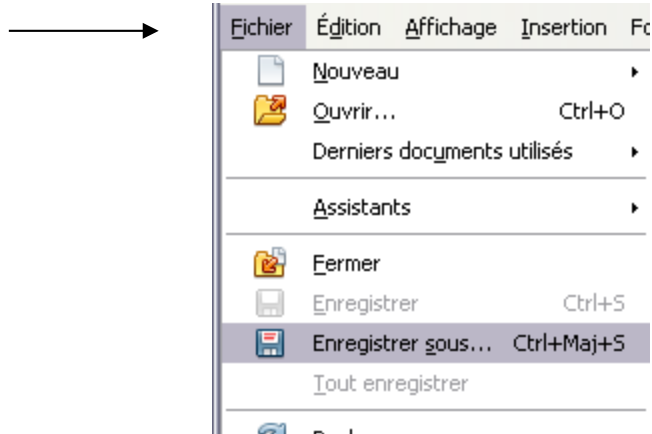 Fichier Édition Affichage Insertion
Nouveau
Ouvrir... Ctrl+O
Derniers documents utilisés
Assistants
Fermer
Enregistrer Ctrl+S
Enregistrer sous... Ctrl+Maj+S
Tout enregistrer